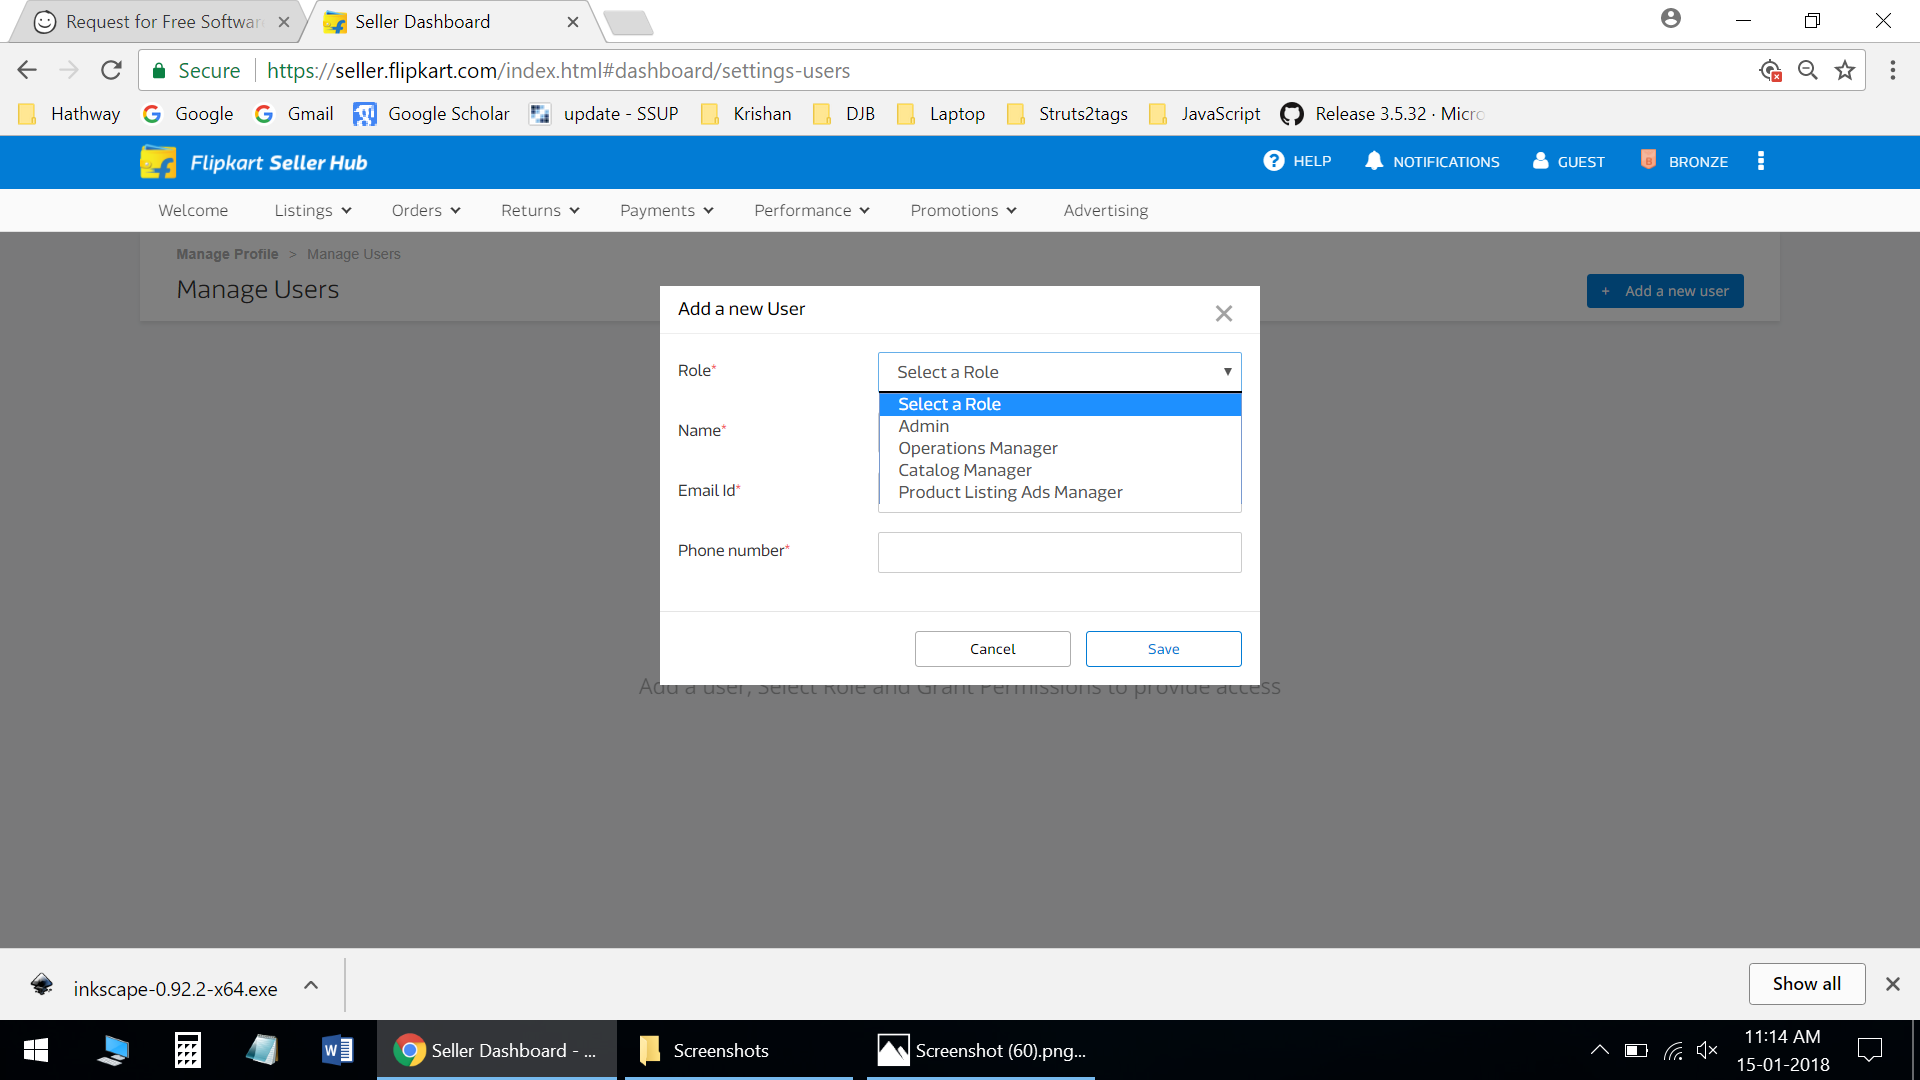 Request for Free Softwar
Seller Dashboard
Secure
https://seller.flipkart.com/index.html#dashboard/settings-users
Hathway
Google
Gmail
Google Scholar
update - SSUP
Krishan
DJB
Laptop
Struts2tags
JavaScript
Release 3.5.32 · Micro
Flipkart Seller Hub
HELP
NOTIFICATIONS
GUEST
BRONZE
Welcome
Listings
Orders
Returns
Payments
Performance
Promotions
Advertising
Manage Profile > Manage Users
Manage Users
+ Add a new user
Add a new User
Role*
Select a Role
Select a Role
Admin
Operations Manager
Catalog Manager
Product Listing Ads Manager
Name*
Email Id*
Phone number*
Cancel
Save
Add a user, Select Role and Grant Permissions to provide access
inkscape-0.92.2-x64.exe
Show all
Seller Dashboard - ...
Screenshots
Screenshot (60).png...
11:14 AM
15-01-2018